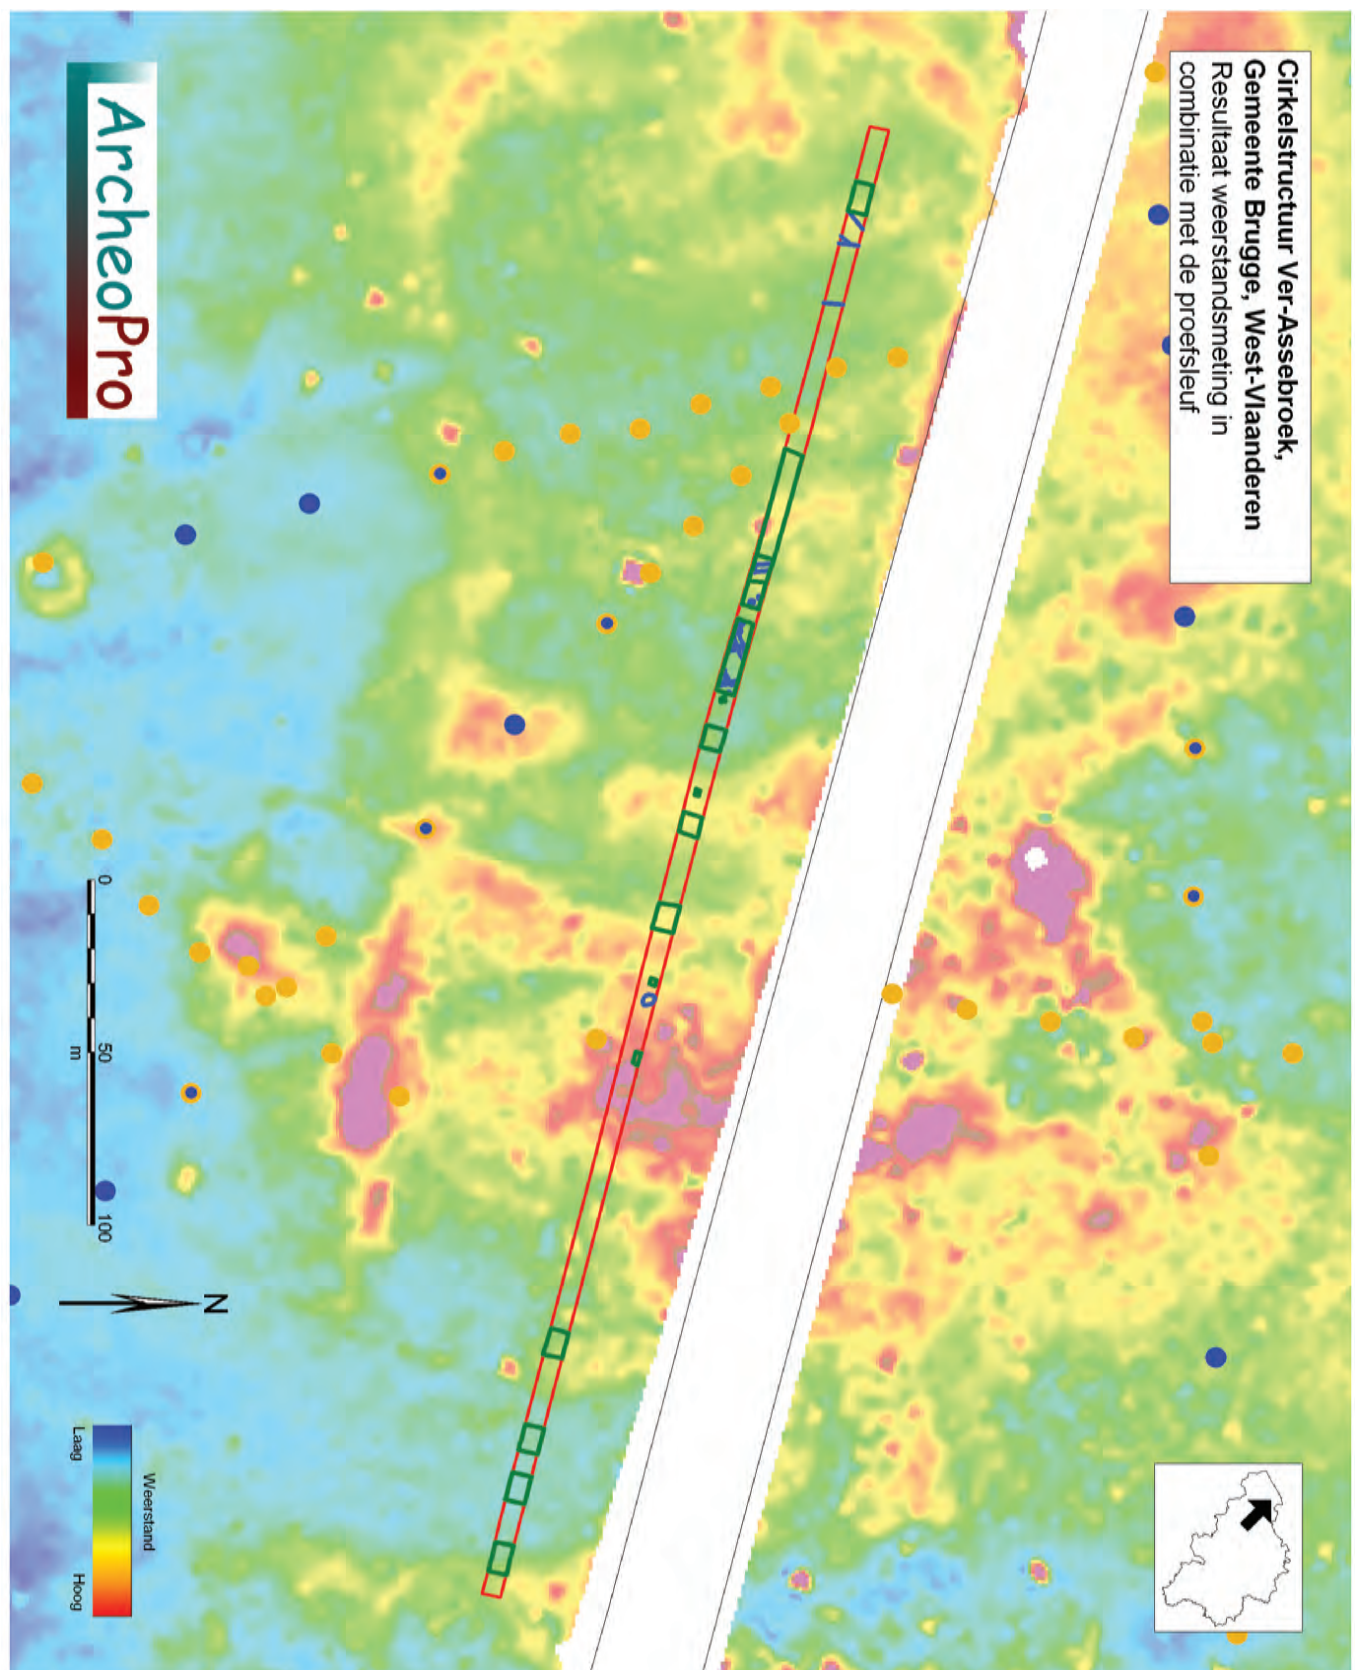 Cirkelstructuur Ver-Assebroek,
Gemeente Brugge, West-Vlaanderen
Resultaat weerstandsmeting in
combinatie met de proefsleuf
ArcheoPro
0 50 100
m
N
Weerstand
Laag Hoog